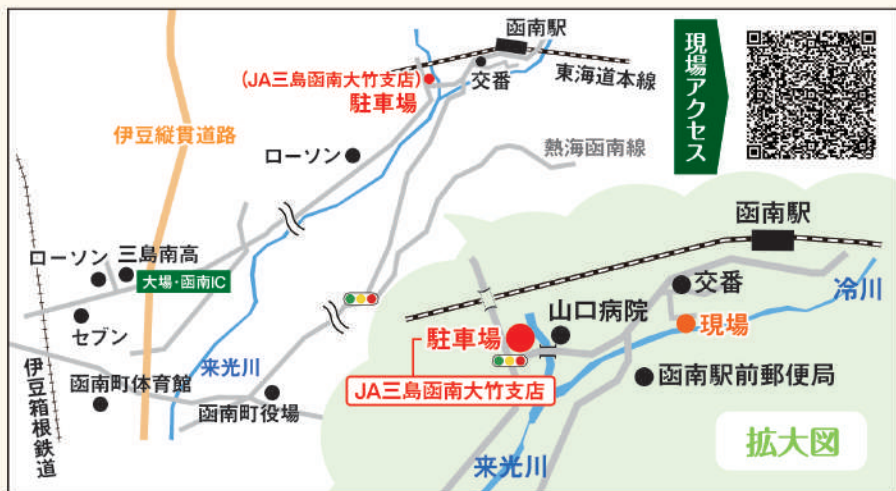 函南駅
交番
東海道本線
(JA三島函南大竹支店)
駐車場
現場アクセス
伊豆縦貫道路
ローソン
熱海函南線
ローソン
三島南高
大場・函南IC
セブン
来光川
函南町体育館
函南町役場
伊豆箱根鉄道
函南駅
交番
冷川
山口病院
現場
駐車場
JA三島函南大竹支店
函南駅前郵便局
来光川
拡大図